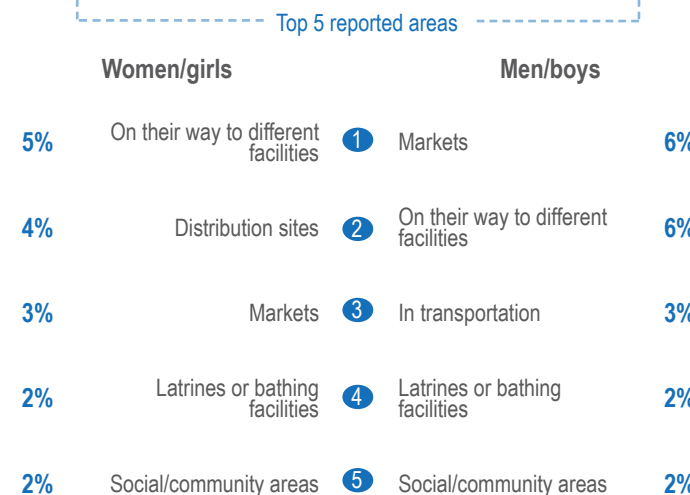 Top 5 reported areas
Women/girls
Men/boys
5%
On their way to different
facilities
1
Markets
6%
4%
Distribution sites
2
On their way to different
facilities
6%
3%
Markets
3
In transportation
3%
2%
Latrines or bathing
facilities
4
Latrines or bathing
facilities
2%
2%
Social/community areas
5
Social/community areas
2%